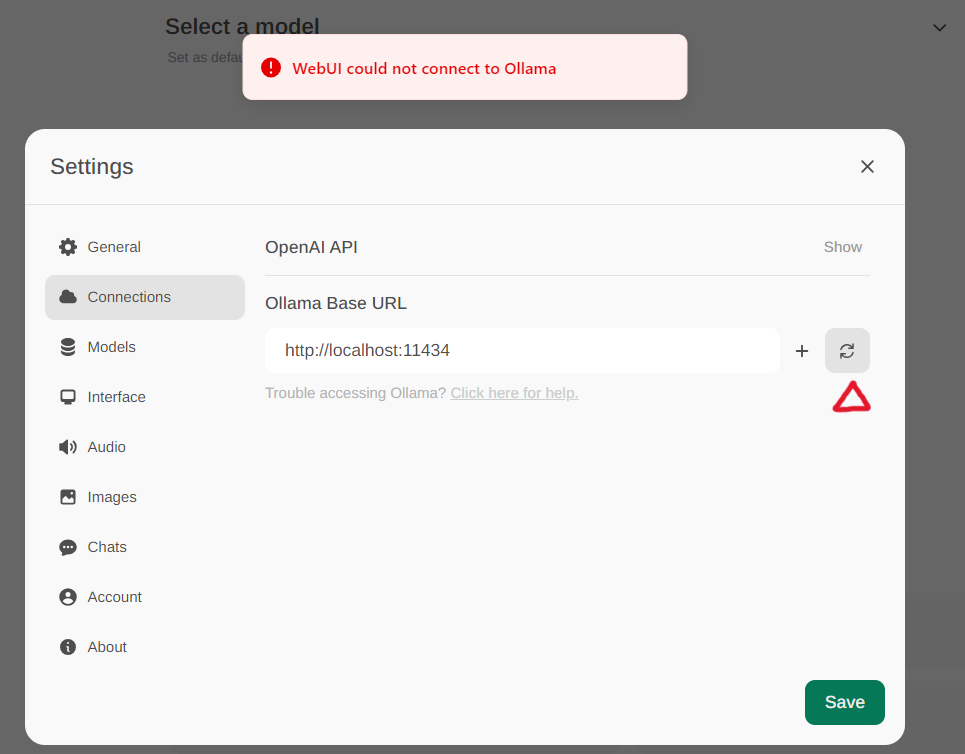 Select a model
Set as defau
WebUI could not connect to Ollama
Settings
General
Connections
Models
Interface
Audio
Images
Chats
Account
About
OpenAI API
Show
Ollama Base URL
http://localhost:11434
Trouble accessing Ollama? Click here for help.
Save